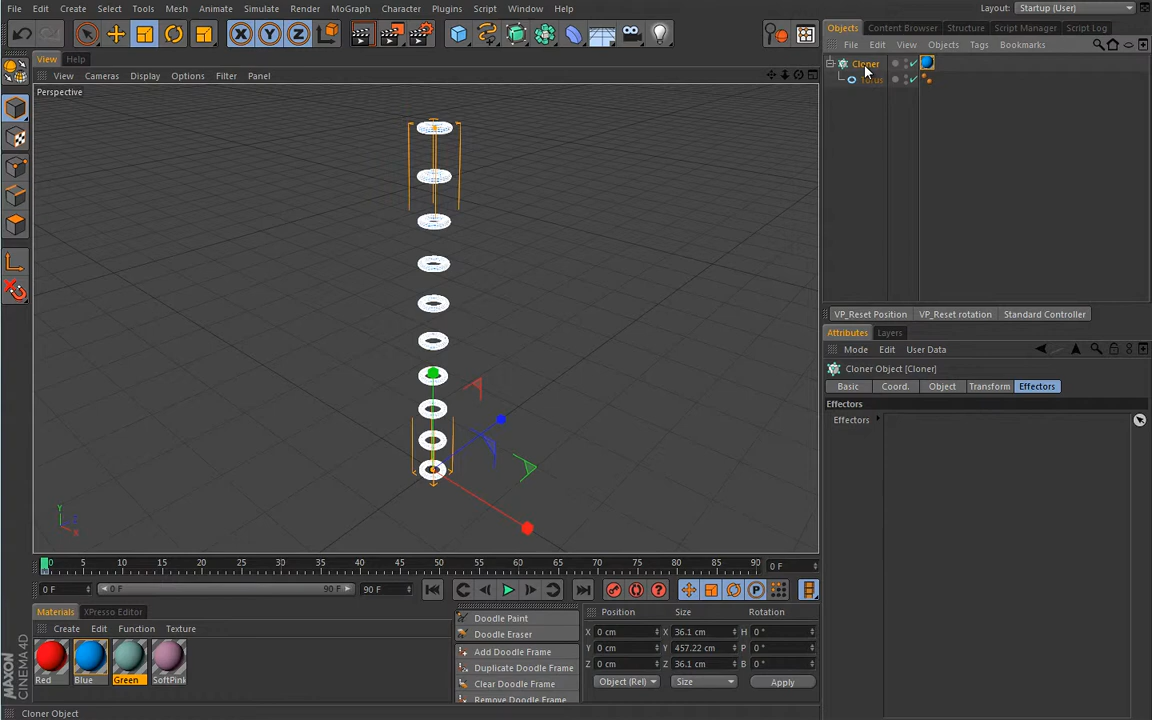 File Edit Create Select Tools Mesh Animate Simulate Render MoGraph Character Plugins Script Window Help
Layout: Startup (User)
Objects Content Browser Structure Script Manager Script Log
File Edit View Objects Tags Bookmarks
View Help
View Cameras Display Options Filter Panel
Perspective
Cloner
Torus
VP_Reset Position VP_Reset rotation Standard Controller
Attributes Layers
Mode Edit User Data
Cloner Object [Cloner]
Basic Coord. Object Transform Effectors
Effectors
Effectors
X Y Z
Y
Z
X
0 5 10 15 20 25 30 35 40 45 50 55 60 65 70 75 80 85 90 0 F
0 F 0 F 90 F 90 F
Materials XPresso Editor
Create Edit Function Texture
Red Blue Green SoftPink
Doodle Paint
Doodle Eraser
Add Doodle Frame
Duplicate Doodle Frame
Clear Doodle Frame
Remove Doodle Frame
Position Size Rotation
X 0 cm X 36.1 cm H 0 °
Y 0 cm Y 457.22 cm P 0 °
Z 0 cm Z 36.1 cm B 0 °
Object (Rel) Size Apply
MAXON CINEMA 4D
Cloner Object